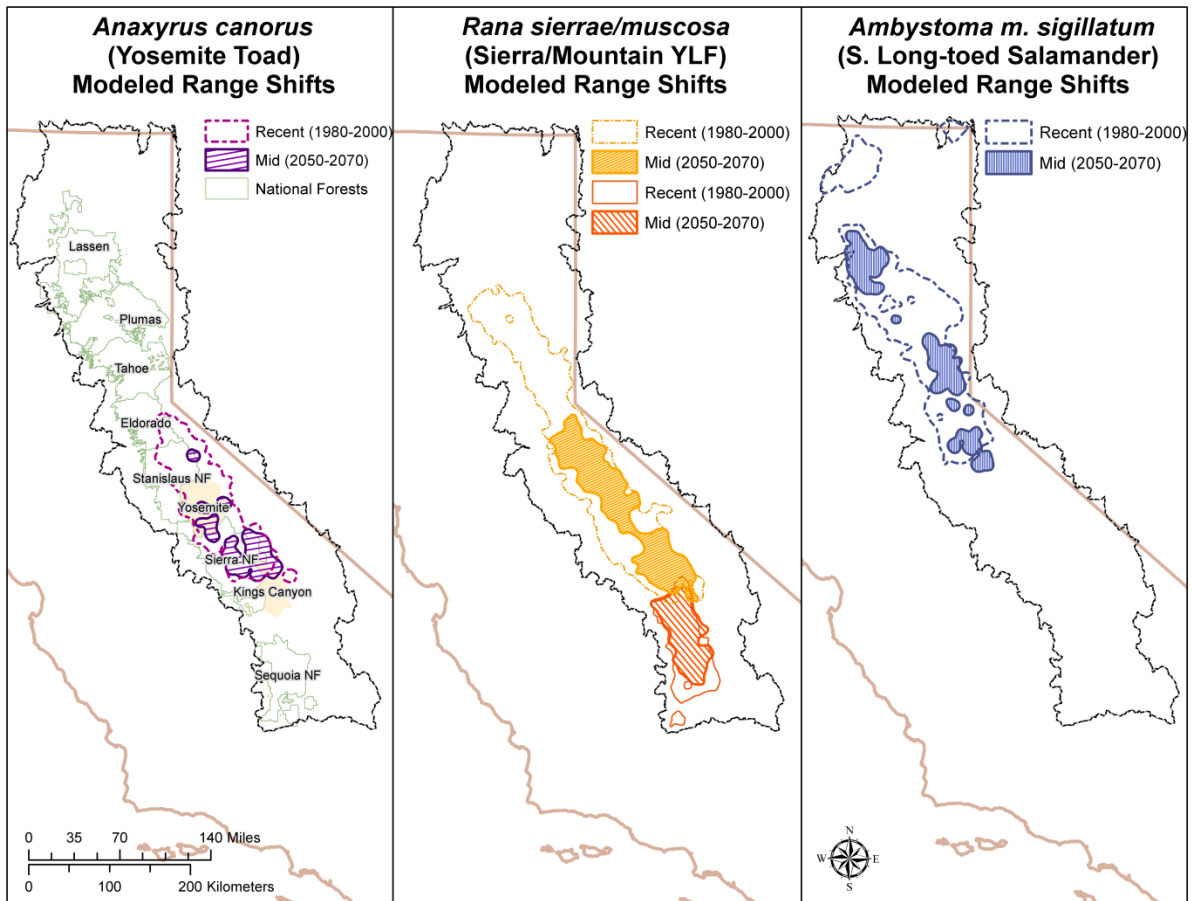 Anaxyrus canorus
(Yosemite Toad)
Modeled Range Shifts
Recent (1980-2000)
Mid (2050-2070)
National Forests
Lassen
Plumas
Tahoe
Eldorado
Stanislaus NF
Yosemite
Sierra NF
Kings Canyon
Sequoia NF
0 35 70 140 Miles
0 100 200 Kilometers
Rana sierrae/muscosa
(Sierra/Mountain YLF)
Modeled Range Shifts
Recent (1980-2000)
Mid (2050-2070)
Recent (1980-2000)
Mid (2050-2070)
Ambystoma m. sigillatum
(S. Long-toed Salamander)
Modeled Range Shifts
Recent (1980-2000)
Mid (2050-2070)
N
W E
S